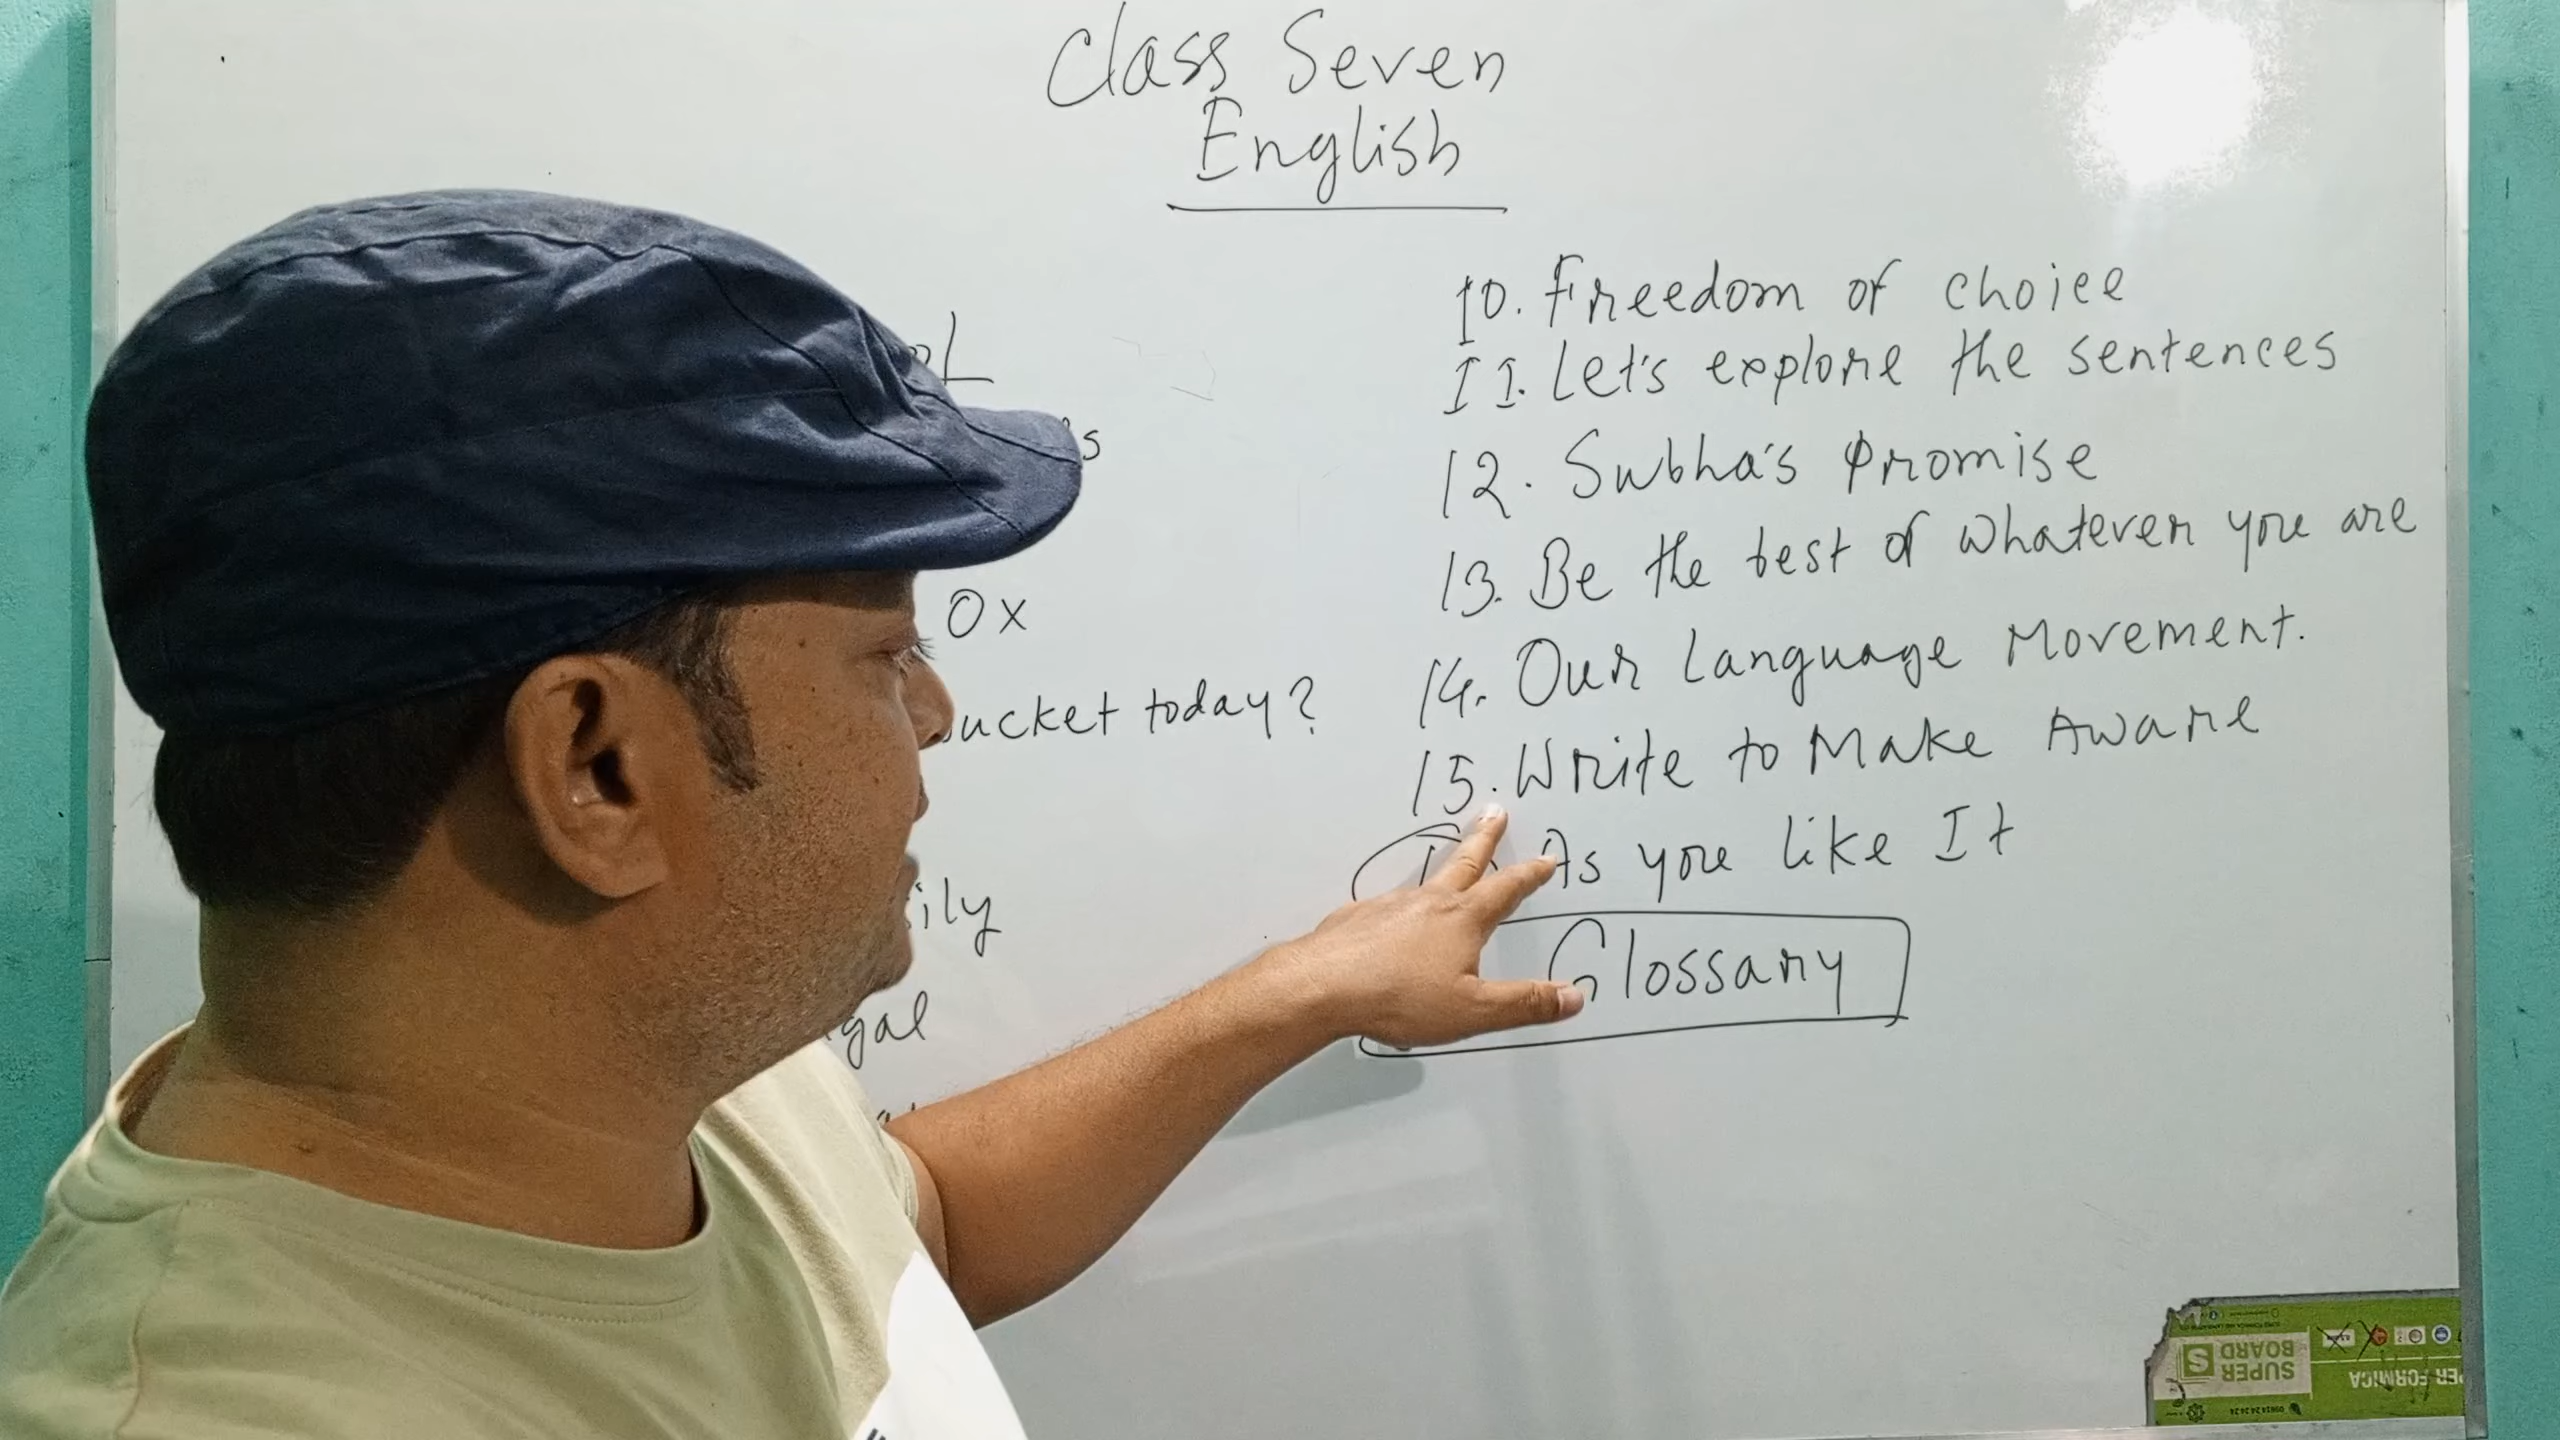 Class Seven
English
s
Ox
ucket today?
ily
gal
10. Freedom of choice
11. Let's explore the sentences
12. Subha's promise
13. Be the best of whatever you are
14. Our Language Movement.
15. Write to Make Aware
As you like It
Glossary
SUPER
BOARD
S
PER FORMICA